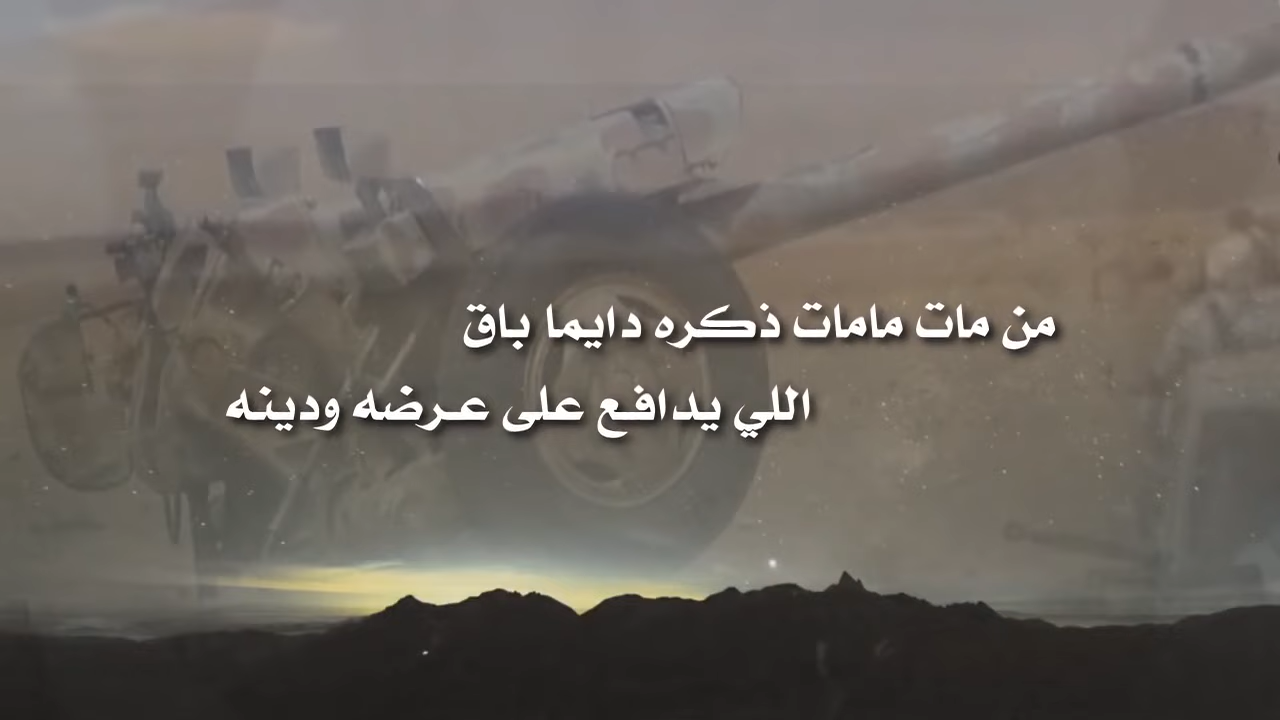 من مات مامات ذكره دايما باق
اللي يدافع على عرضه ودينه